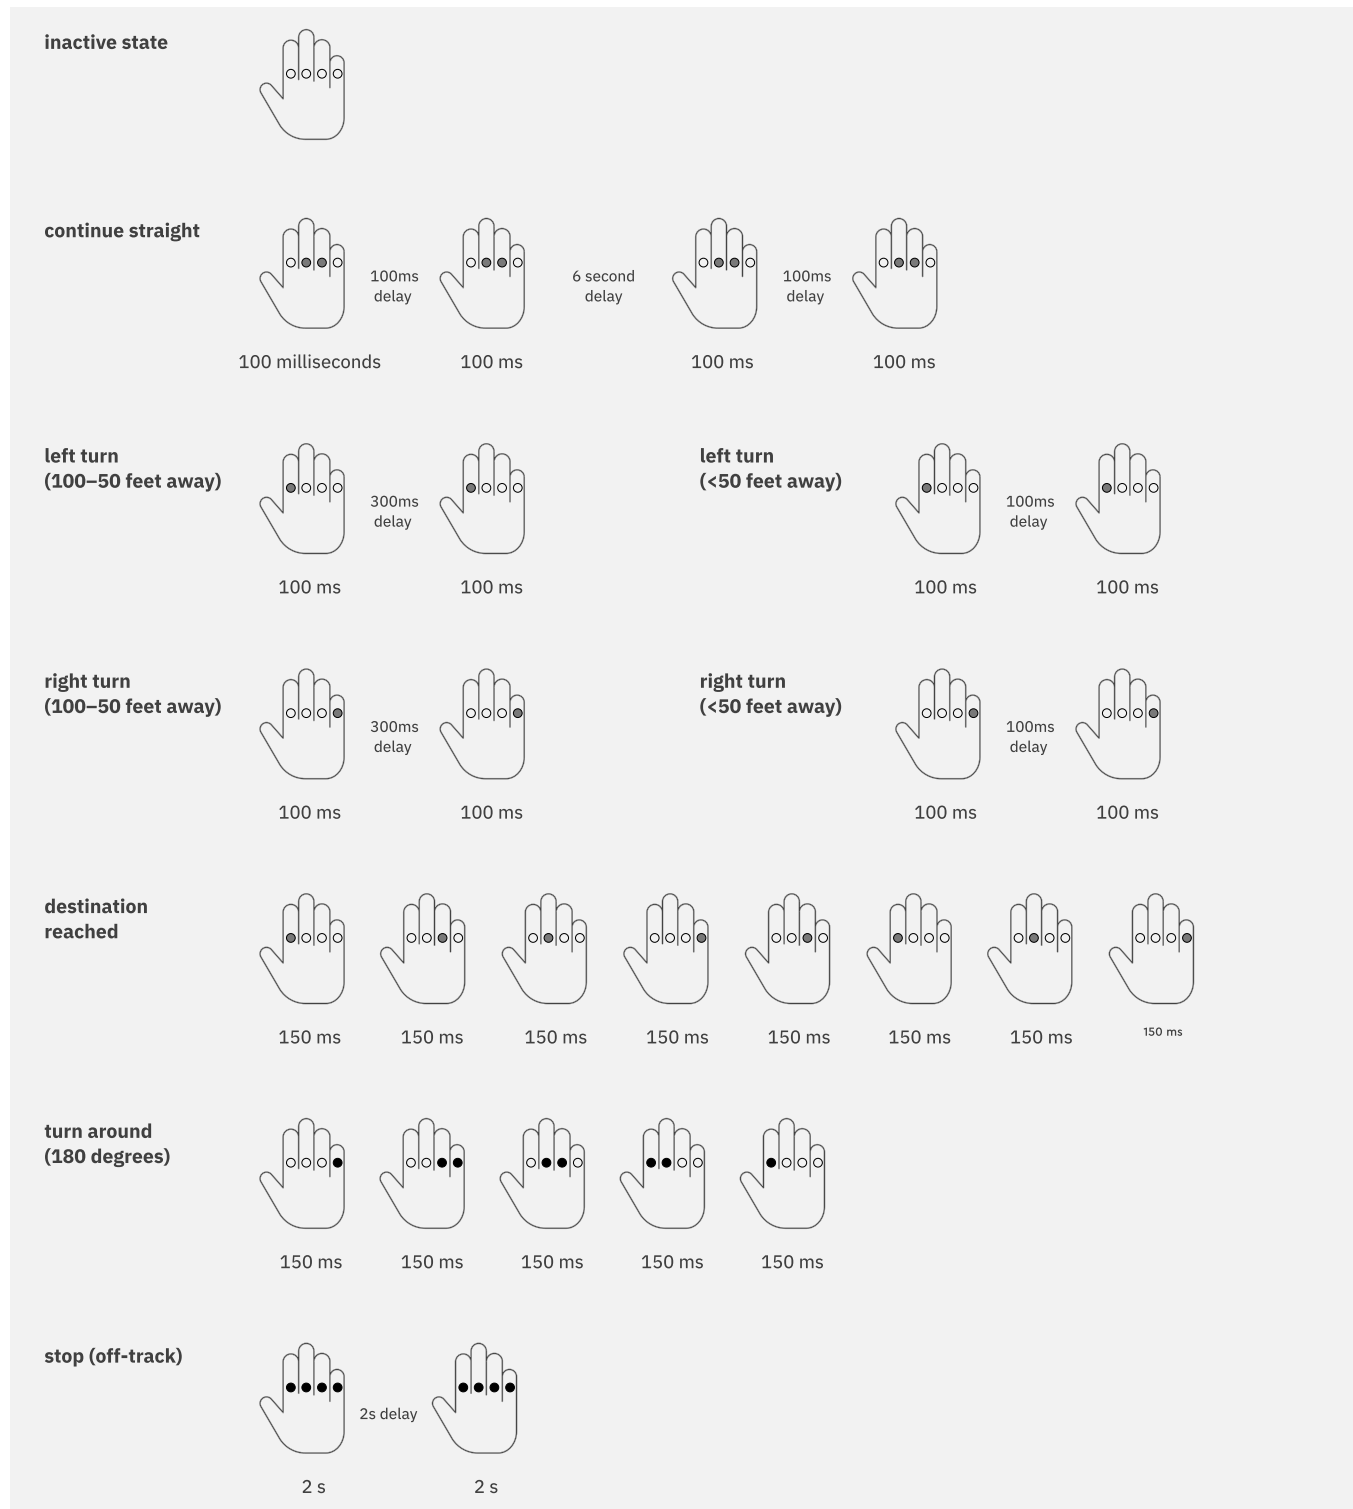 inactive state
continue straight
100ms
delay
6 second
delay
100ms
delay
100 milliseconds
100 ms
100 ms
100 ms
left turn
(100–50 feet away)
300ms
delay
100 ms
100 ms
left turn
(<50 feet away)
100ms
delay
100 ms
100 ms
right turn
(100–50 feet away)
300ms
delay
100 ms
100 ms
right turn
(<50 feet away)
100ms
delay
100 ms
100 ms
destination
reached
150 ms
150 ms
150 ms
150 ms
150 ms
150 ms
150 ms
150 ms
turn around
(180 degrees)
150 ms
150 ms
150 ms
150 ms
150 ms
stop (off-track)
2s delay
2 s
2 s